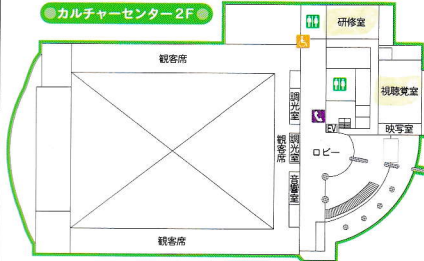 カルチャーセンター2F
研修室
観客席
視聴覚室
調光室
観客席
調光室
EV
映写室
ロビー
音響室
観客席